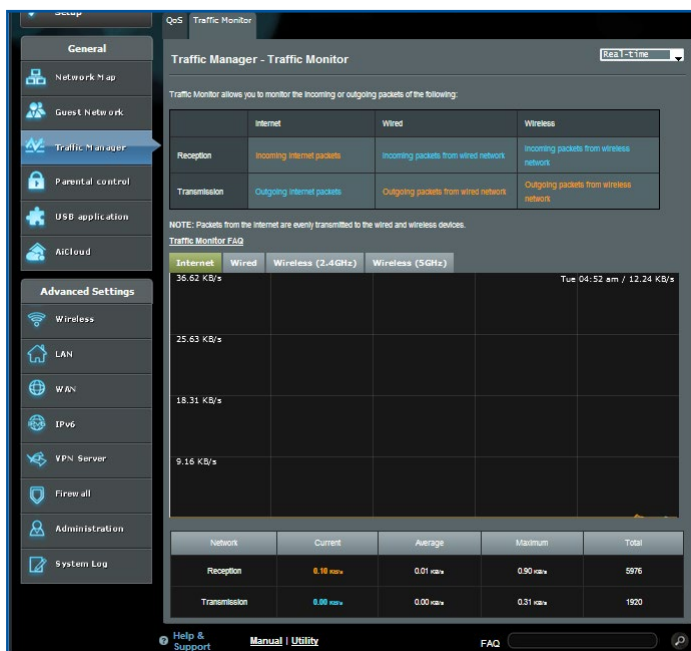 Setup
QoS Traffic Monitor
General
Network Map
Guest Network
Traffic Manager
Parental control
USB application
AiCloud
Advanced Settings
Wireless
LAN
WAN
IPv6
VPN Server
Firewall
Administration
System Log
Traffic Manager - Traffic Monitor
Real-time
Traffic Monitor allows you to monitor the incoming or outgoing packets of the following:
Internet Wired Wireless
Reception Incoming Internet packets Incoming packets from wired network Incoming packets from wireless
network
Transmission Outgoing Internet packets Outgoing packets from wired network Outgoing packets from wireless
network
NOTE: Packets from the Internet are evenly transmitted to the wired and wireless devices.
Traffic Monitor FAQ
Internet Wired Wireless (2.4GHz) Wireless (5GHz)
36.62 KB/s Tue 04:52 am / 12.24 KB/s
25.63 KB/s
18.31 KB/s
9.16 KB/s
Network Current Average Maximum Total
Reception 0.10 KB/s 0.01 KB/s 0.90 KB/s 5976
Transmission 0.00 KB/s 0.00 KB/s 0.31 KB/s 1920
Help &
Support
Manual | Utility
FAQ